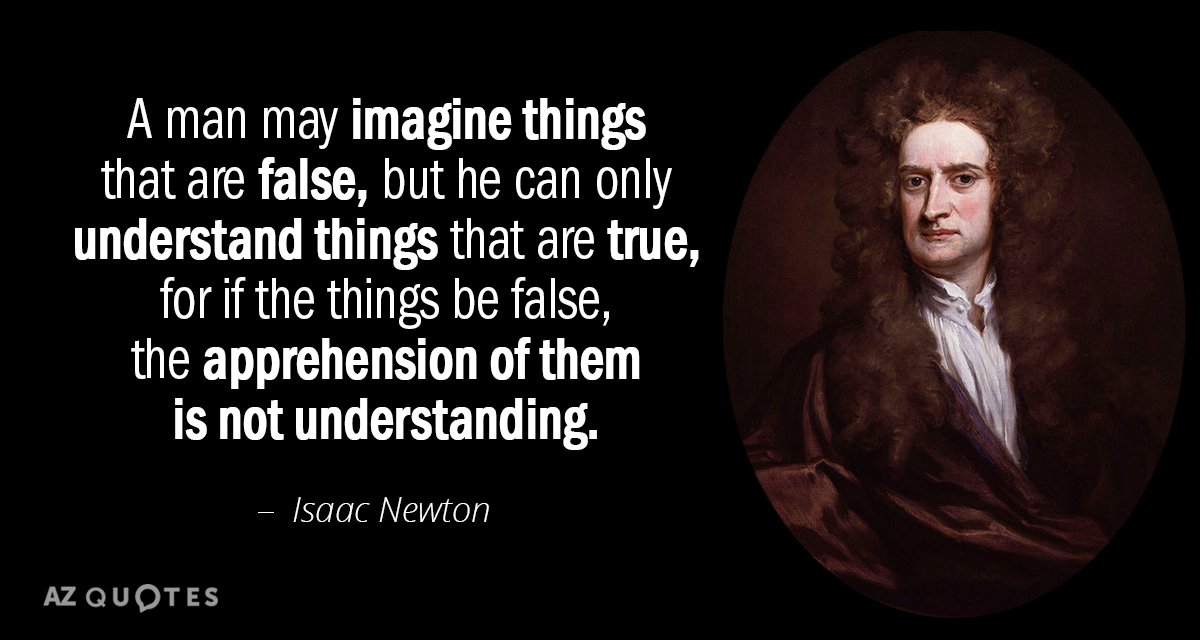 A man may imagine things
that are false, but he can only
understand things that are true,
for if the things be false,
the apprehension of them
is not understanding.
– Isaac Newton
AZ QUOTES